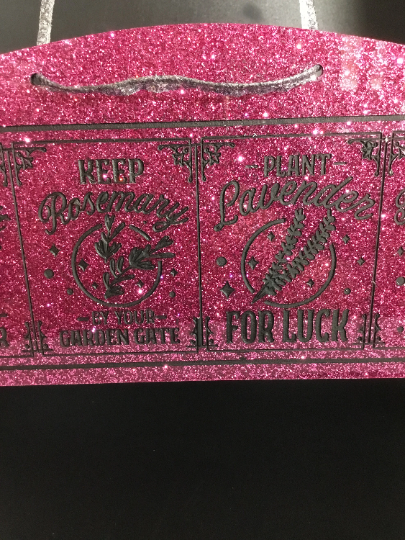 KEEP
Rosemary
BY YOUR
GARDEN GATE
PLANT
Lavender
FOR LUCK